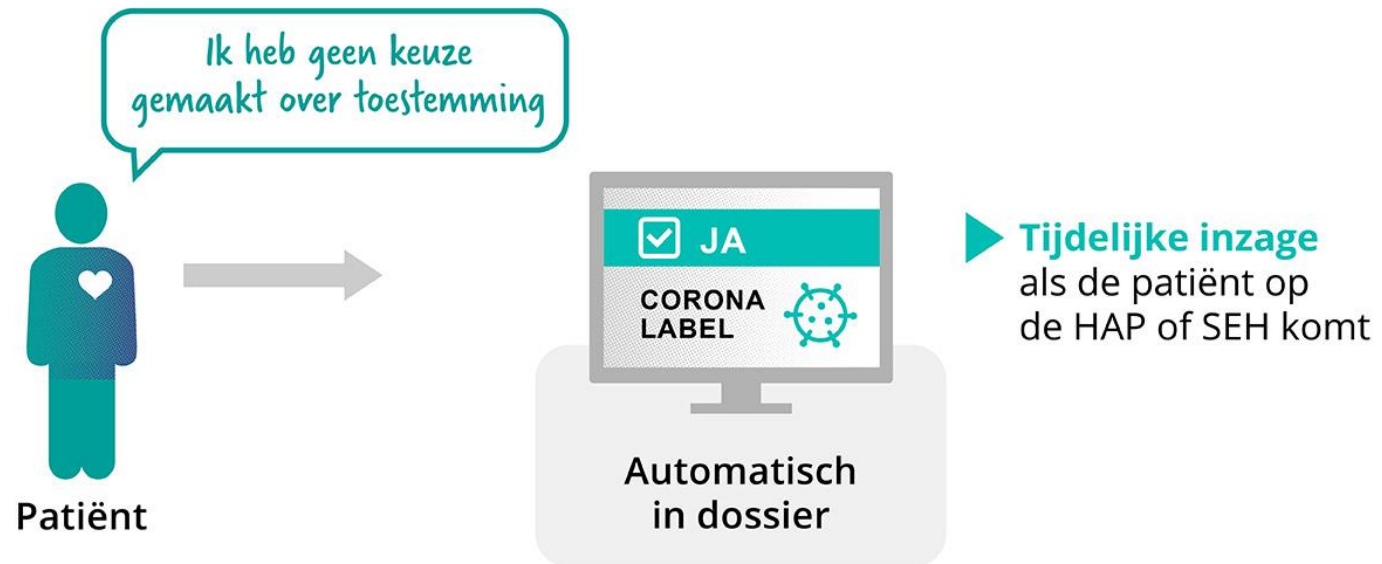 Ik heb geen keuze
gemaakt over toestemming
Patiënt
JA
CORONA
LABEL
Automatisch
in dossier
Tijdelijke inzage
als de patiënt op
de HAP of SEH komt